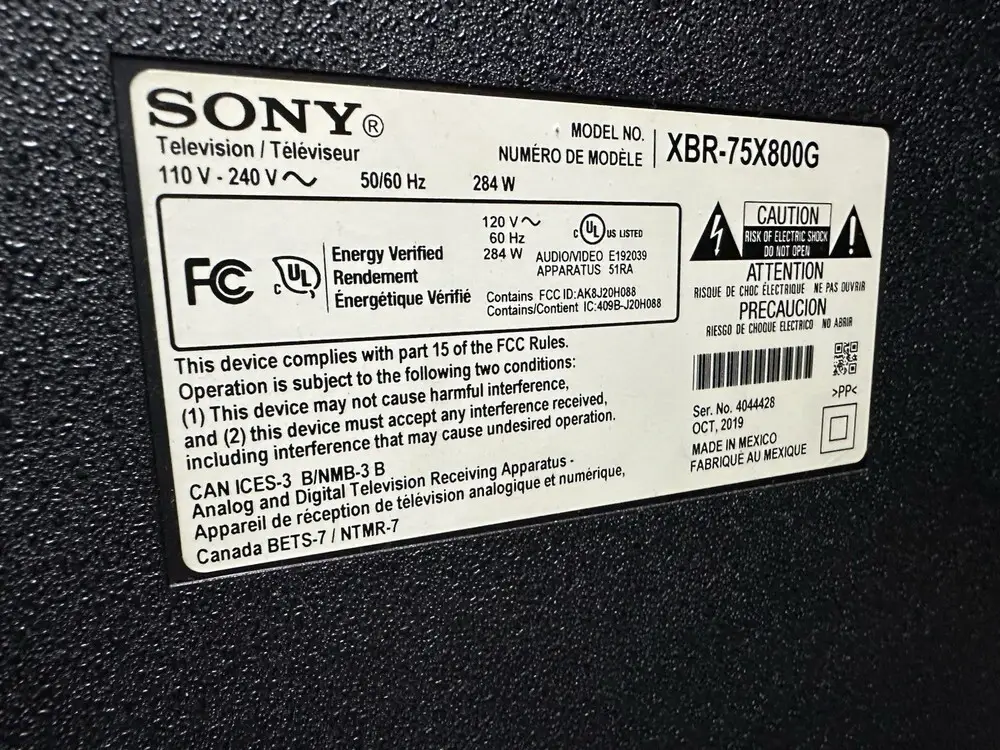 SONY®
Television / Téléviseur
110 V - 240 V 50/60 Hz 284 W
MODEL NO.
NUMÉRO DE MODÈLE
XBR-75X800G
FC
UL
C
Energy Verified
Rendement
Énergétique Vérifié
120 V
60 Hz
284 W
C UL US LISTED
AUDIO/VIDEO E192039
APPARATUS 51RA
Contains FCC ID:AK8J20H088
Contains/Contient IC:409B-J20H088
CAUTION
RISK OF ELECTRIC SHOCK
DO NOT OPEN
ATTENTION
RISQUE DE CHOC ÉLECTRIQUE NE PAS OUVRIR
PRECAUCION
RIESGO DE CHOQUE ELECTRICO NO ABRIR
This device complies with part 15 of the FCC Rules.
Operation is subject to the following two conditions:
(1) This device may not cause harmful interference,
and (2) this device must accept any interference received,
including interference that may cause undesired operation.
CAN ICES-3 B/NMB-3 B
Analog and Digital Television Receiving Apparatus -
Appareil de réception de télévision analogique et numérique,
Canada BETS-7 / NTMR-7
>PP<
Ser. No. 4044428
OCT, 2019
MADE IN MEXICO
FABRIQUÉ AU MEXIQUE